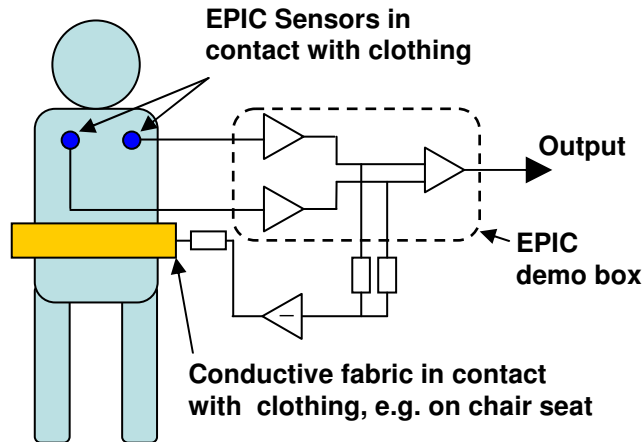 EPIC Sensors in
contact with clothing
Output
EPIC
demo box
Conductive fabric in contact
with clothing, e.g. on chair seat